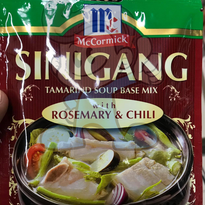 McCormick
SINIGANG
TAMARIND SOUP BASE MIX
with
ROSEMARY & CHILI